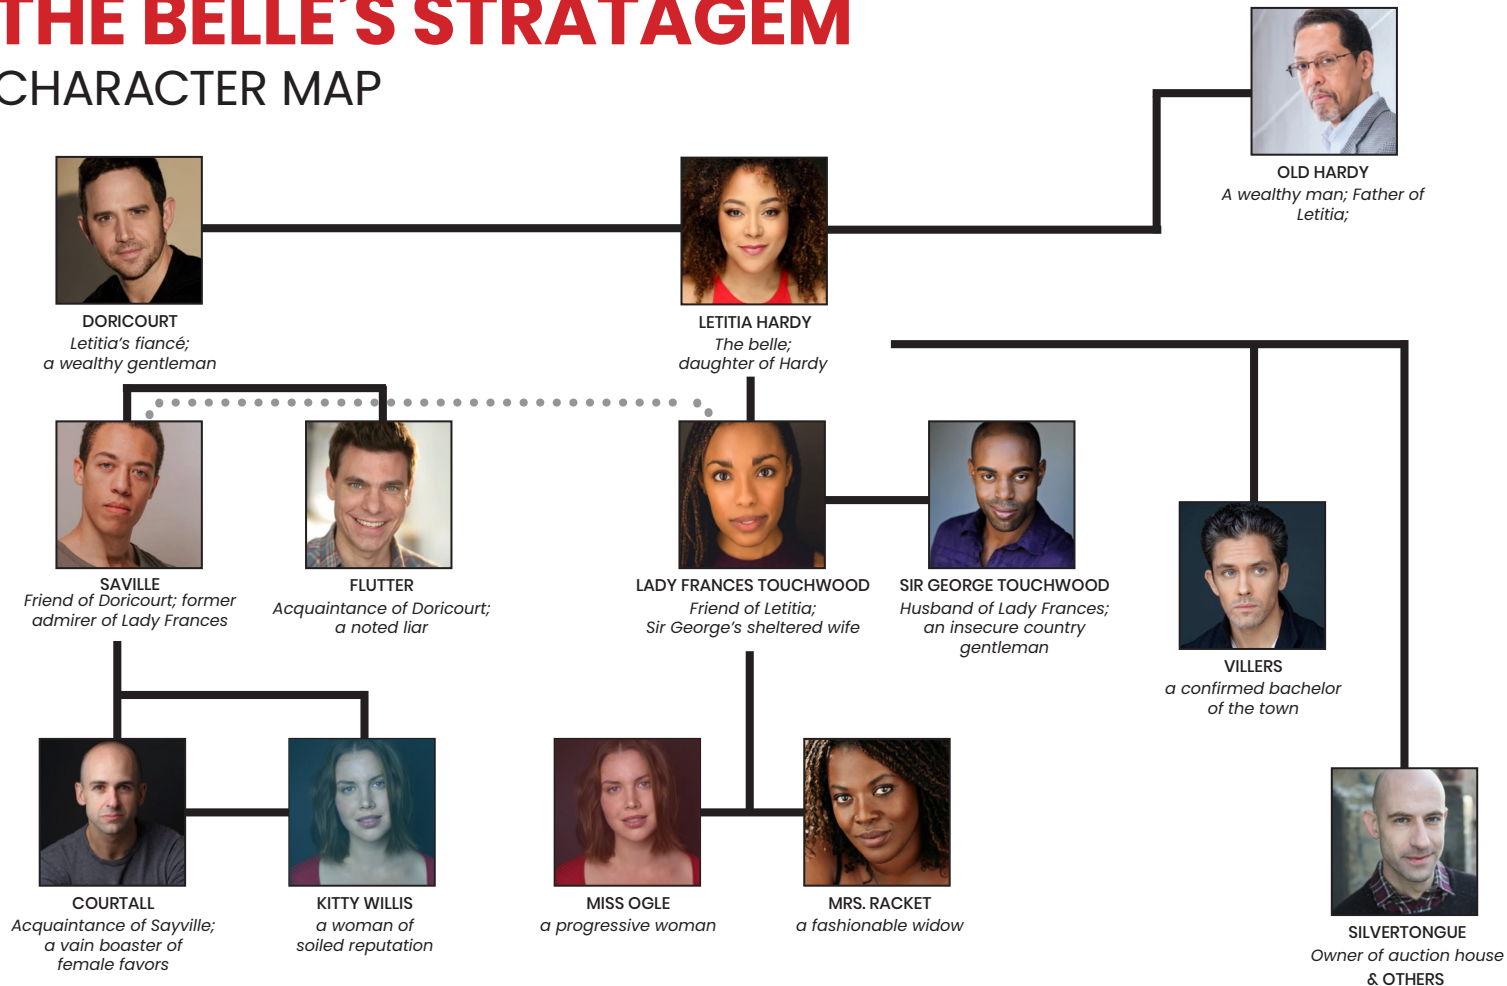 THE BELLE´S STRATAGEM
CHARACTER MAP
OLD HARDY
A wealthy man; Father of
Letitia;
DORICOURT
Letitia's fiancé;
a wealthy gentleman
LETITIA HARDY
The belle;
daughter of Hardy
SAVILLE
Friend of Doricourt; former
admirer of Lady Frances
FLUTTER
Acquaintance of Doricourt;
a noted liar
LADY FRANCES TOUCHWOOD
Friend of Letitia;
Sir George's sheltered wife
SIR GEORGE TOUCHWOOD
Husband of Lady Frances;
an insecure country
gentleman
VILLERS
a confirmed bachelor
of the town
COURTALL
Acquaintance of Sayville;
a vain boaster of
female favors
KITTY WILLIS
a woman of
soiled reputation
MISS OGLE
a progressive woman
MRS. RACKET
a fashionable widow
SILVERTONGUE
Owner of auction house
& OTHERS